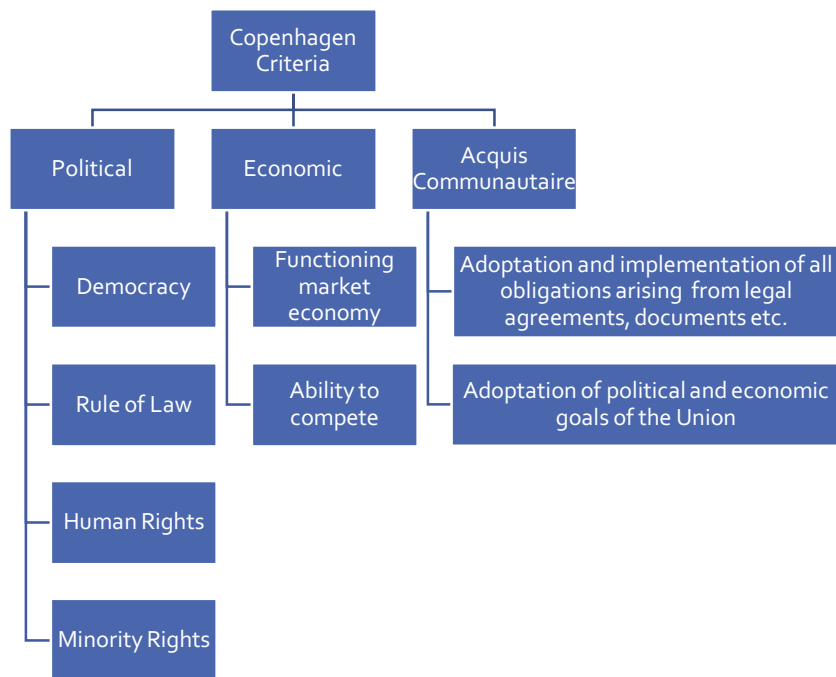 Copenhagen
Criteria
Political
Economic
Acquis
Communautaire
Democracy
Rule of Law
Human Rights
Minority Rights
Functioning
market
economy
Ability to
compete
Adoptation and implementation of all
obligations arising from legal
agreements, documents etc.
Adoptation of political and economic
goals of the Union